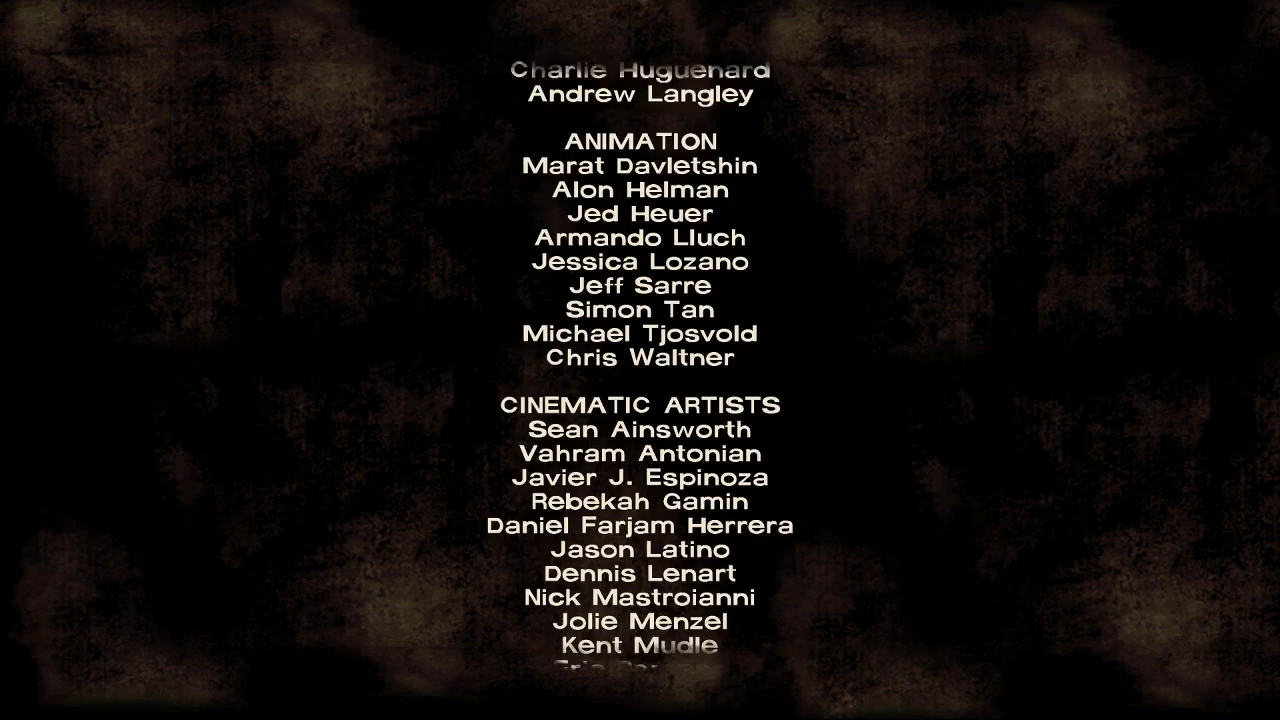 Charlie Huguenard
Andrew Langley
ANIMATION
Marat Davletshin
Alon Helman
Jed Heuer
Armando Lluch
Jessica Lozano
Jeff Sarre
Simon Tan
Michael Tjosvold
Chris Waltner
CINEMATIC ARTISTS
Sean Ainsworth
Vahram Antonian
Javier J. Espinoza
Rebekah Gamin
Daniel Farjam Herrera
Jason Latino
Dennis Lenart
Nick Mastroianni
Jolie Menzel
Kent Mudle